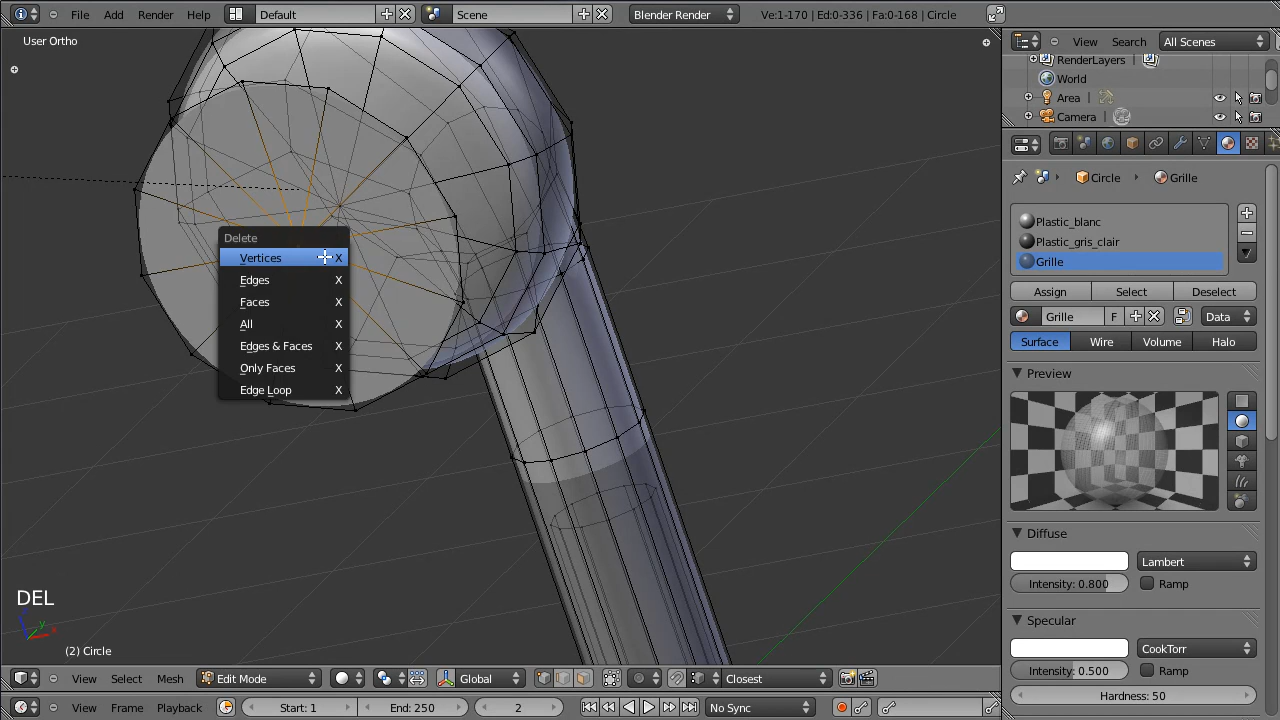 File Add Render Help Default Scene Blender Render Ve:1-170 | Ed:0-336 | Fa:0-168 | Circle
User Ortho
View Search All Scenes
RenderLayers
World
Area
Camera
Circle Grille
Plastic_blanc
Plastic_gris_clair
Grille
Assign Select Deselect
Grille F Data
Surface Wire Volume Halo
Preview
Diffuse
Lambert
Intensity: 0.800 Ramp
Specular
CookTorr
Intensity: 0.500 Ramp
Hardness: 50
Delete
Vertices X
Edges X
Faces X
All X
Edges & Faces X
Only Faces X
Edge Loop X
DEL
y
x
(2) Circle
View Select Mesh Edit Mode Global Closest
View Frame Playback Start: 1 End: 250 2 No Sync